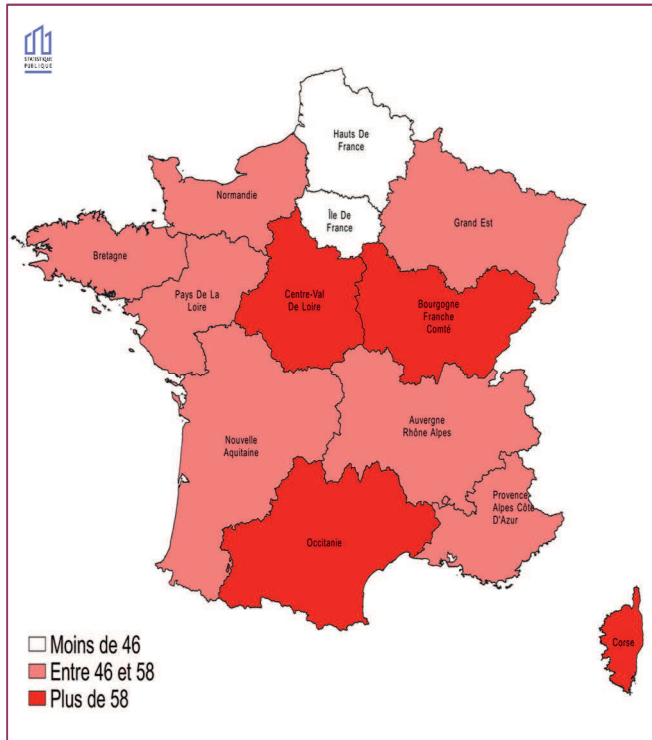 STATISTIQUE
PUBLIQUE
Hauts De
France
Normandie
Île De
France
Grand Est
Bretagne
Pays De La
Loire
Centre-Val
De Loire
Bourgogne
Franche
Comté
Auvergne
Rhône Alpes
Nouvelle
Aquitaine
Provence
Alpes Côte
D'Azur
Occitanie
Corse
Moins de 46
Entre 46 et 58
Plus de 58